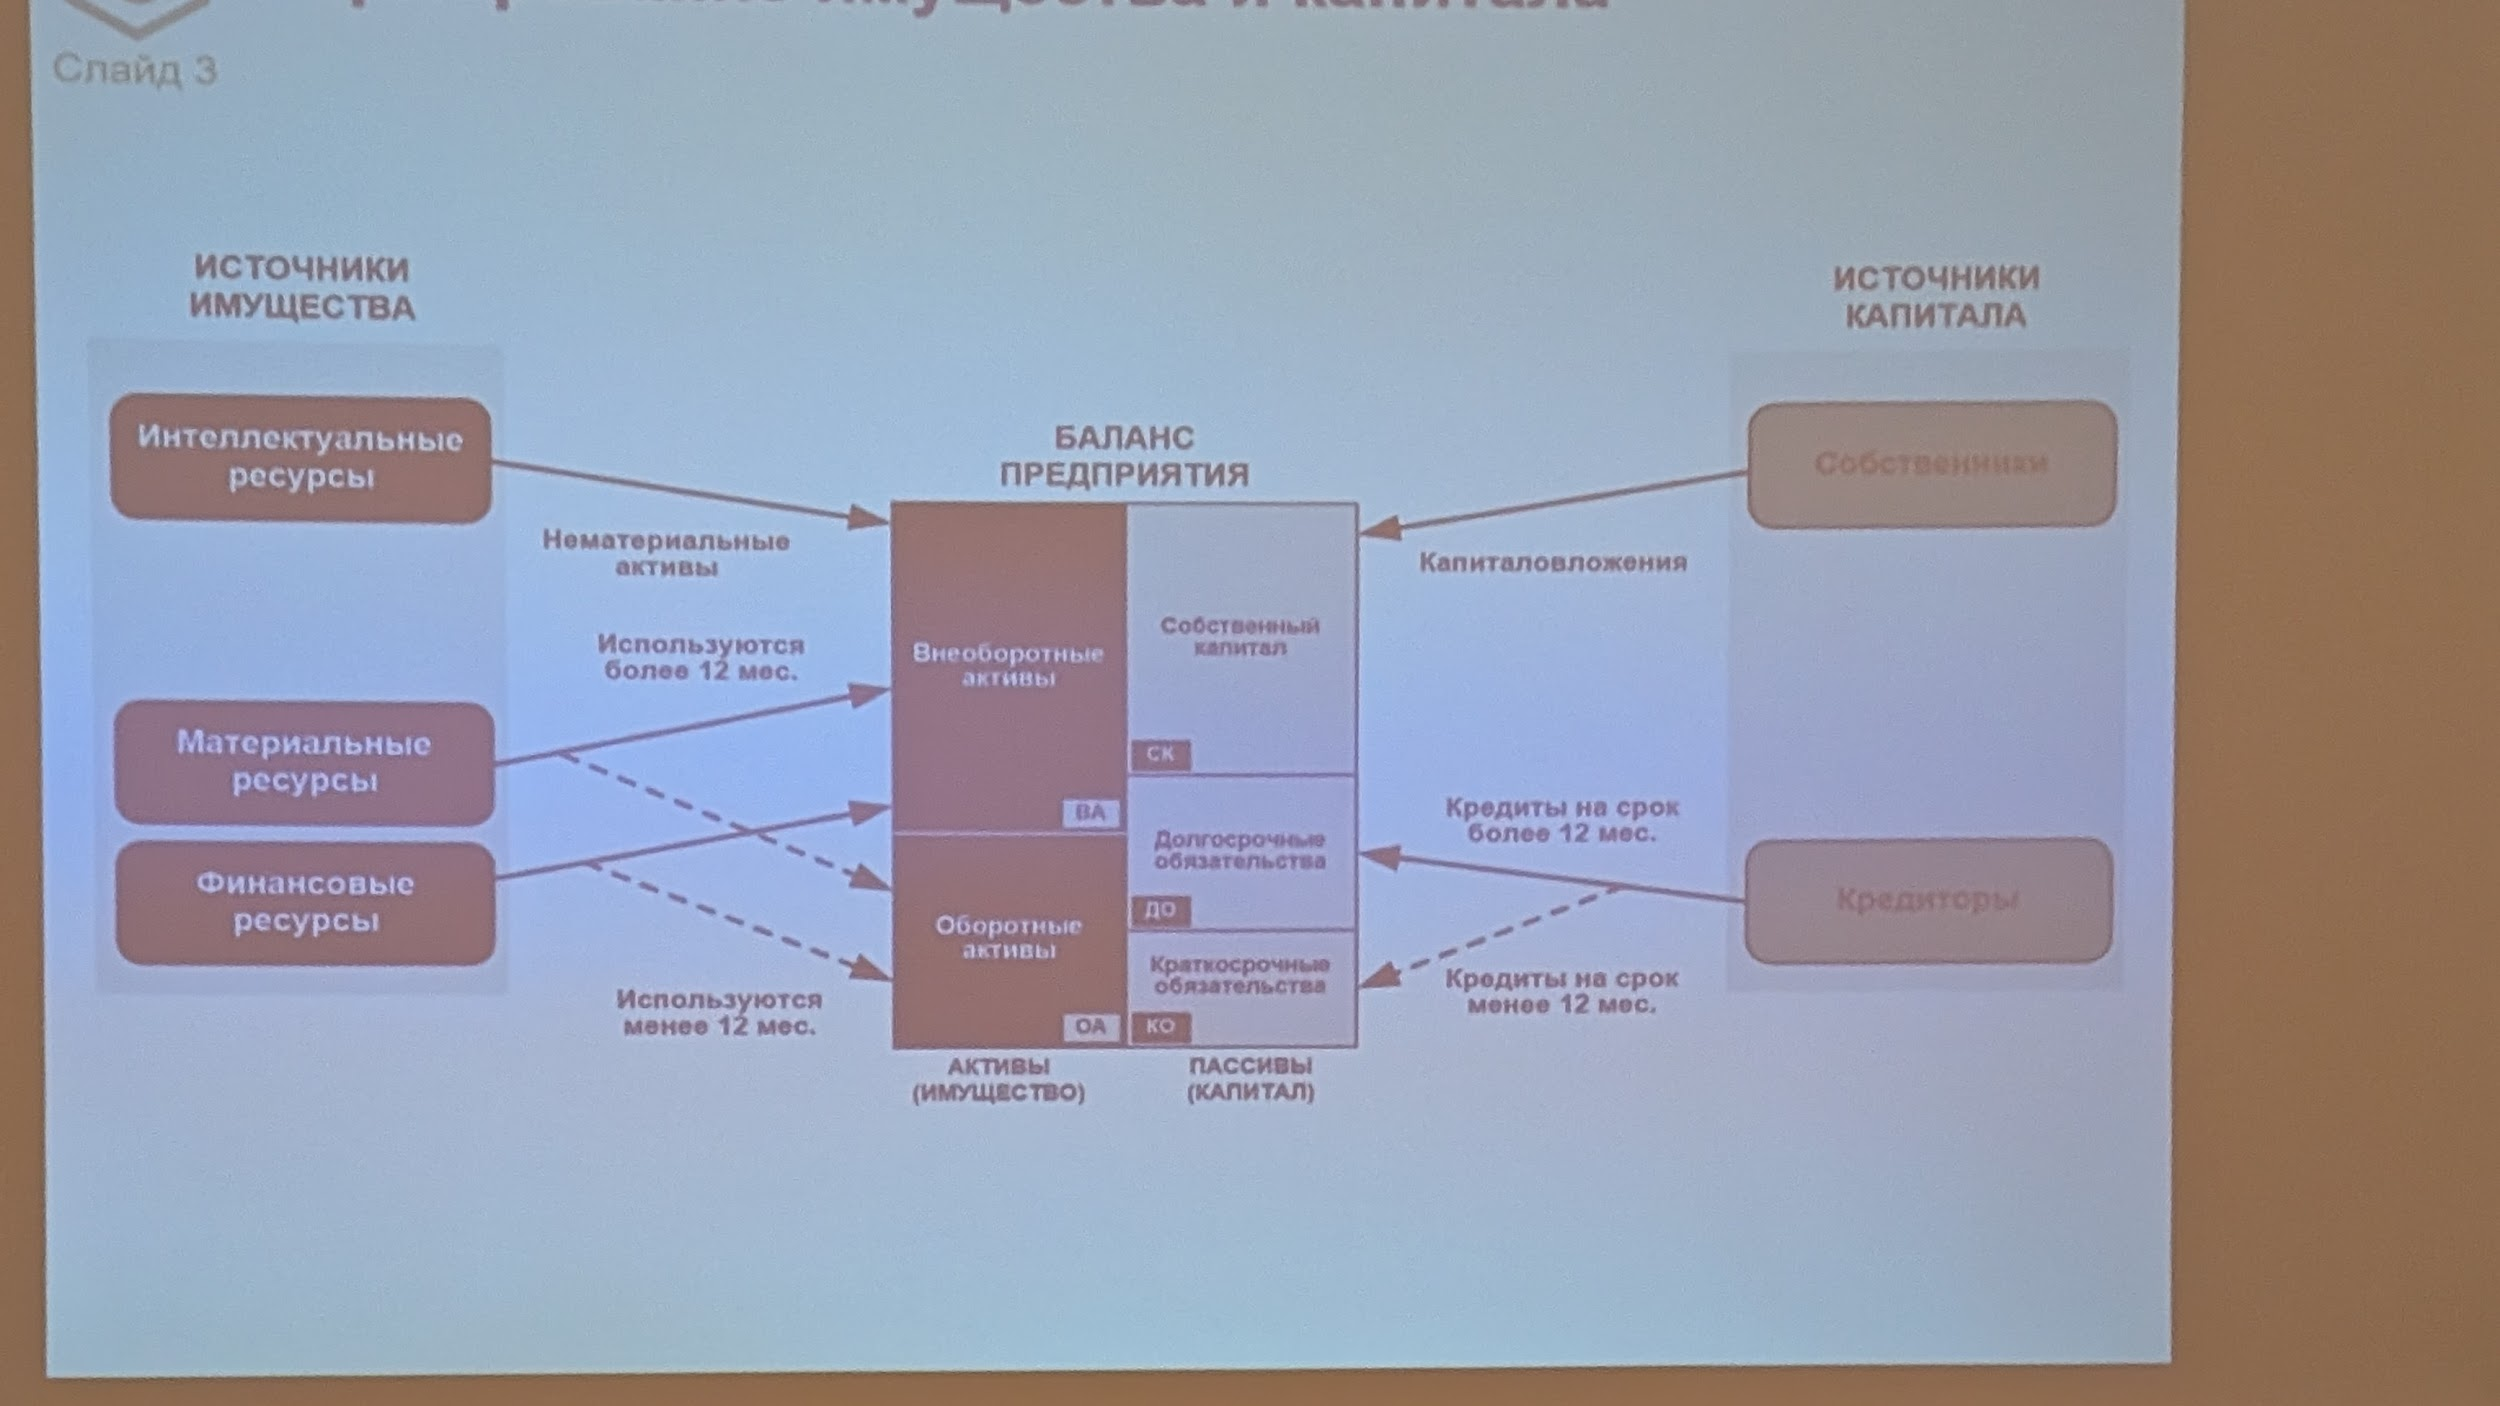 имущества и капитала
Слайд 3
ИСТОЧНИКИ
ИМУЩЕСТВА
Интеллектуальные
ресурсы
Материальные
ресурсы
Финансовые
ресурсы
Нематериальные
активы
Используются
более 12 мес.
Используются
менее 12 мес.
БАЛАНС
ПРЕДПРИЯТИЯ
Внеоборотные
активы
ВА
Оборотные
активы
ОА
АКТИВЫ
(ИМУЩЕСТВО)
Собственный
капитал
СК
Долгосрочные
обязательства
ДО
Краткосрочные
обязательства
КО
ПАССИВЫ
(КАПИТАЛ)
Капиталовложения
Кредиты на срок
более 12 мес.
Кредиты на срок
менее 12 мес.
ИСТОЧНИКИ
КАПИТАЛА
Собственники
Кредиторы